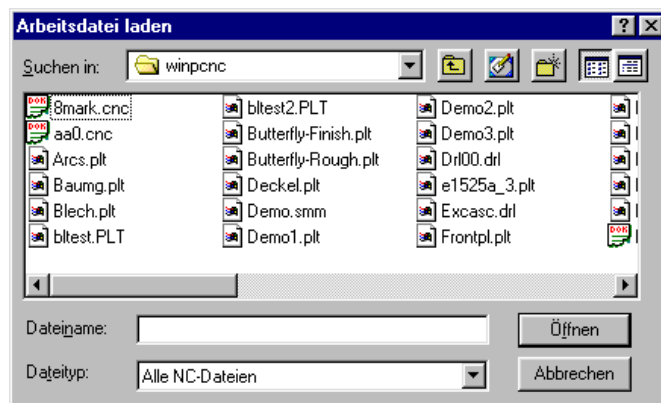 Arbeitsdatei laden
Suchen in: winpcnc
8mark.cnc bltest2.PLT Demo2.plt
aa0.cnc Butterfly-Finish.plt Demo3.plt
Arcs.plt Butterfly-Rough.plt Drl00.drl
Baumg.plt Deckel.plt e1525a_3.plt
Blech.plt Demo.smm Excasc.drl
bltest.PLT Demo1.plt Frontpl.plt
Dateiname: Öffnen
Dateityp: Alle NC-Dateien Abbrechen